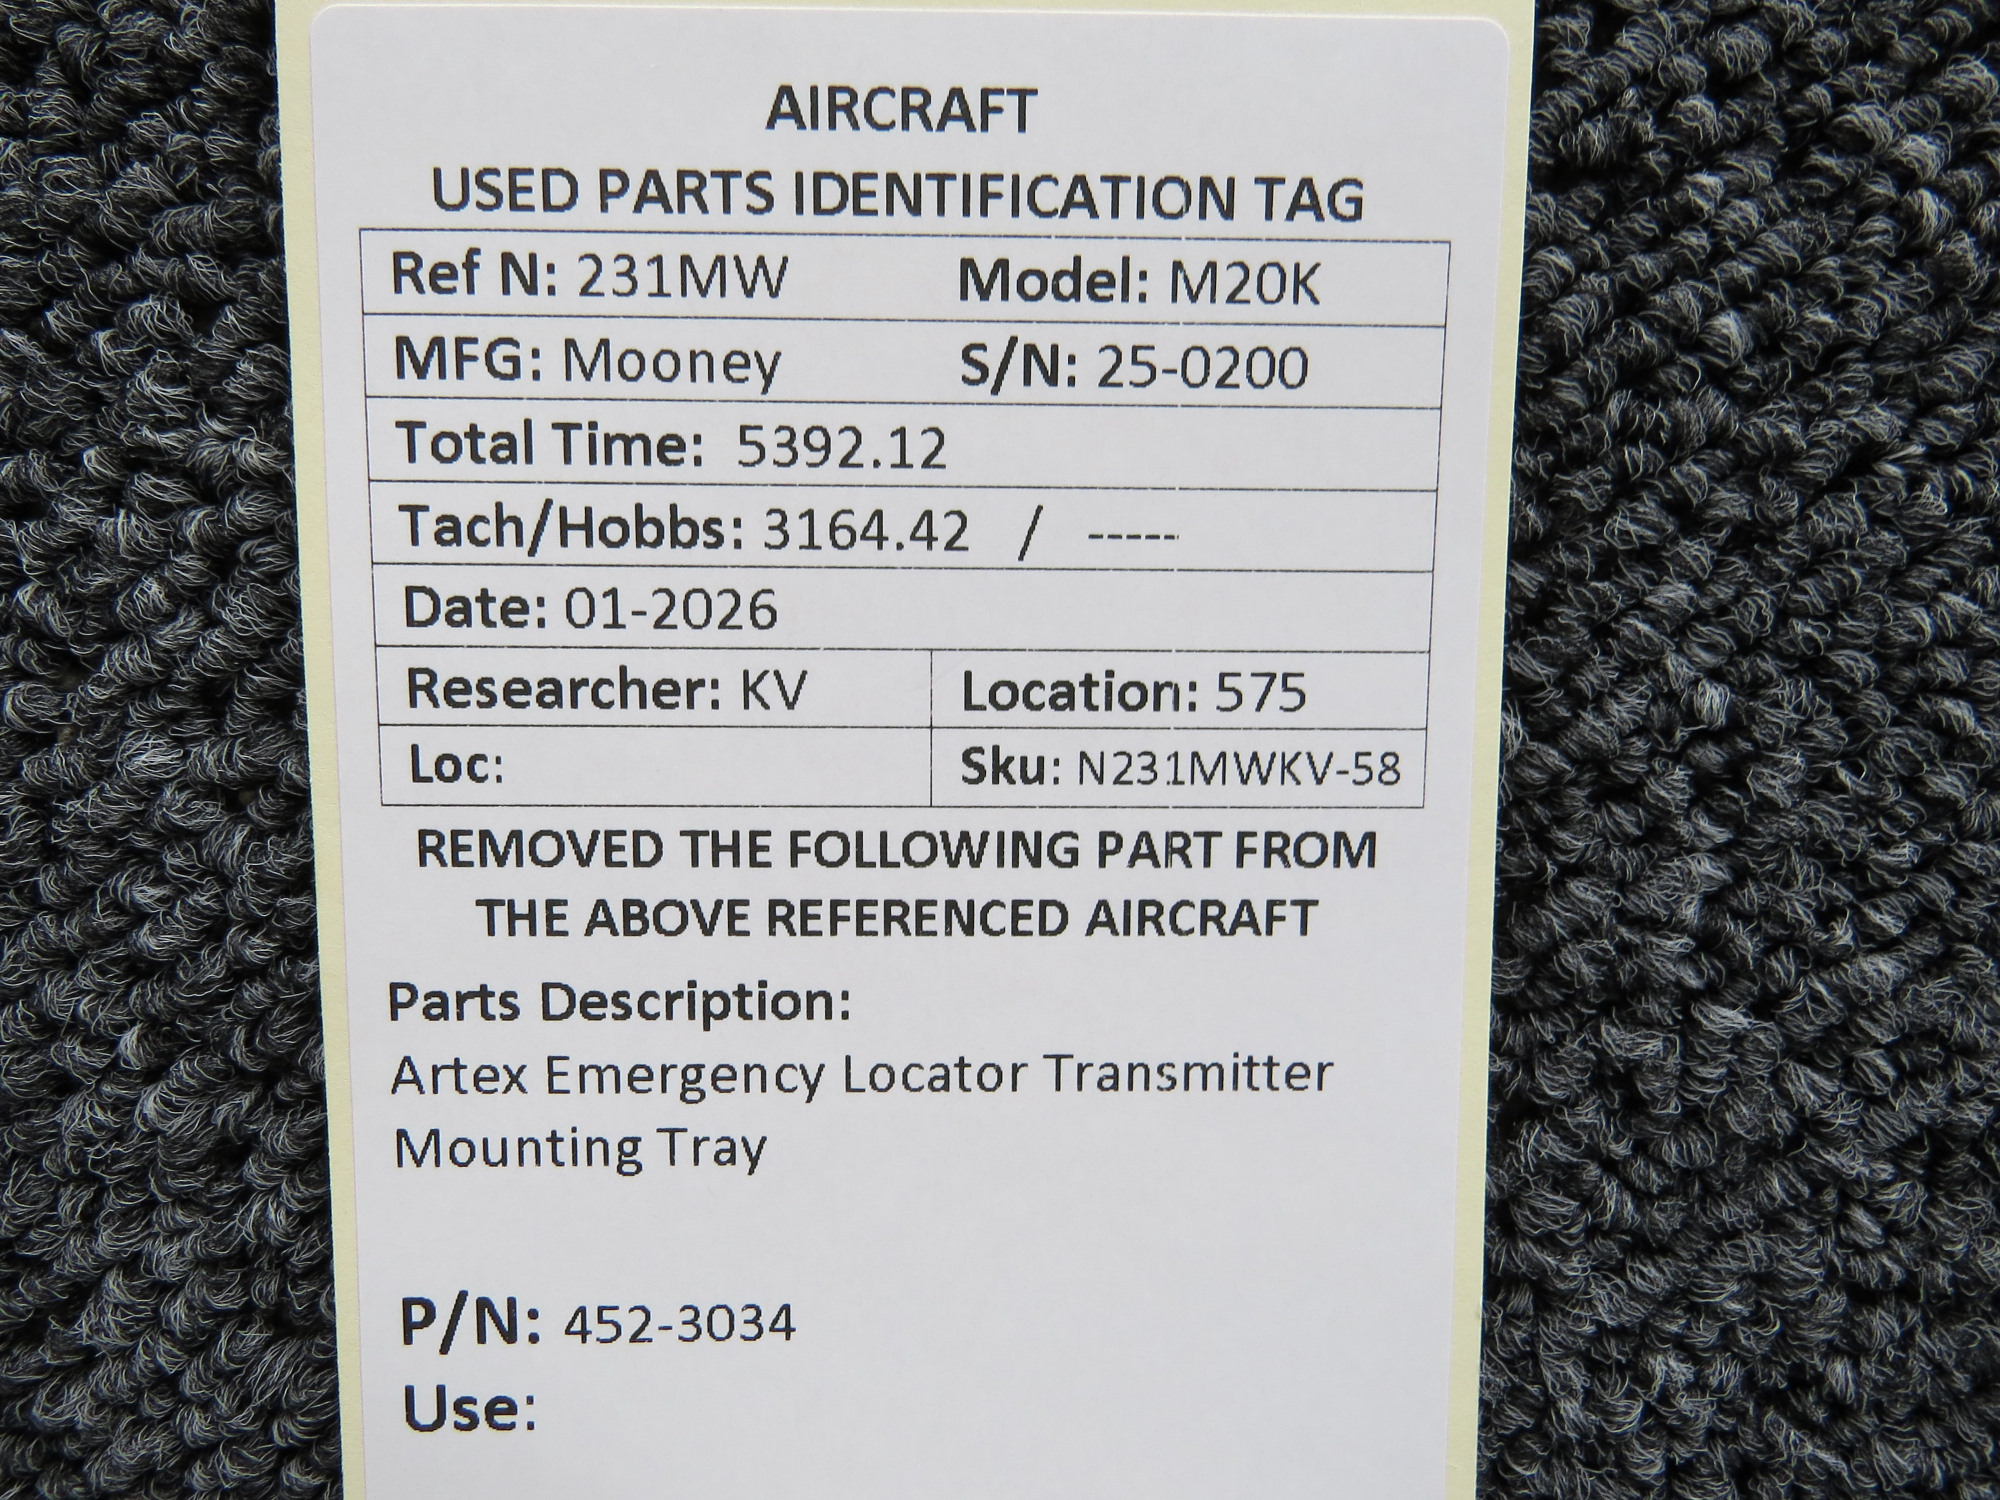 AIRCRAFT
USED PARTS IDENTIFICATION TAG
Ref N: 231MW Model: M20K
MFG: Mooney S/N: 25-0200
Total Time: 5392.12
Tach/Hobbs: 3164.42 / -----
Date: 01-2026
Researcher: KV Location: 575
Loc: Sku: N231MWKV-58
REMOVED THE FOLLOWING PART FROM
THE ABOVE REFERENCED AIRCRAFT
Parts Description:
Artex Emergency Locator Transmitter
Mounting Tray
P/N: 452-3034
Use: